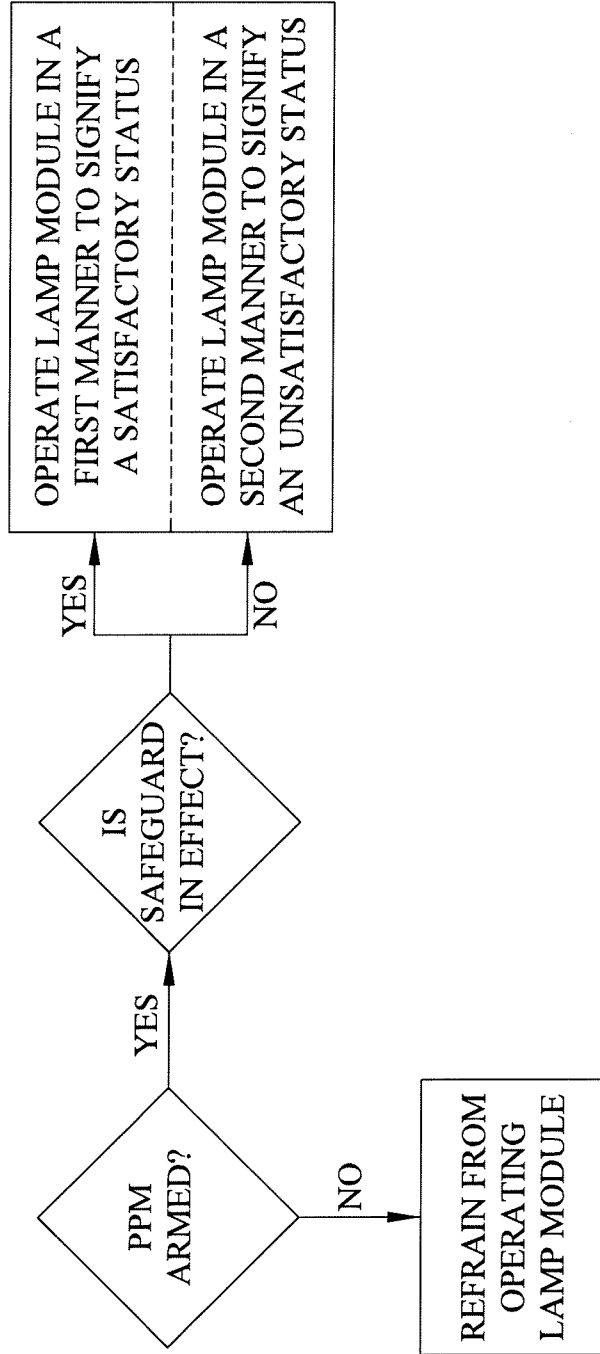 PPM
ARMED?
YES
NO
REFRAIN FROM
OPERATING
LAMP MODULE
IS
SAFEGUARD
IN EFFECT?
YES
NO
OPERATE LAMP MODULE IN A
FIRST MANNER TO SIGNIFY
A SATISFACTORY STATUS
OPERATE LAMP MODULE IN A
SECOND MANNER TO SIGNIFY
AN UNSATISFACTORY STATUS